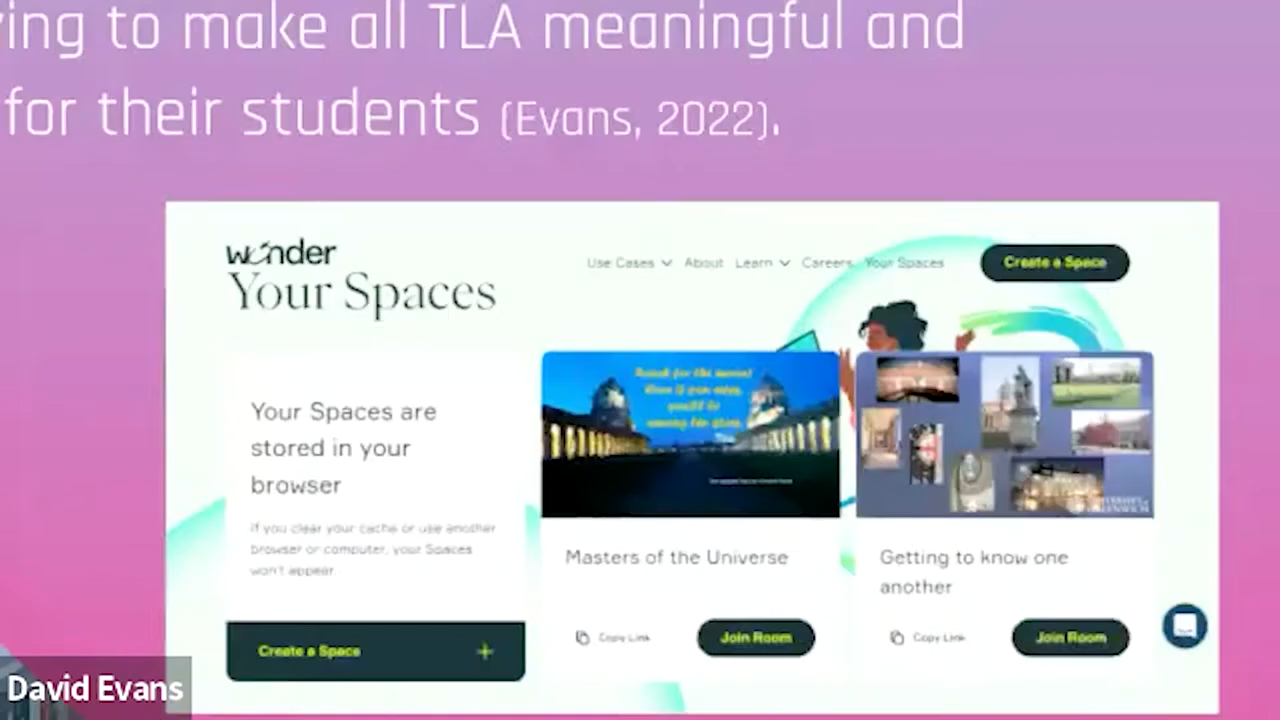 ing to make all TLA meaningful and
for their students (Evans, 2022).
wonder
Use Cases About Learn Careers Your Spaces Create a Space
Your Spaces
Your Spaces are
stored in your
browser
If you clear your cache or use another
browser or computer, your Spaces
won't appear.
Create a Space +
Masters of the Universe
Copy Link Join Room
Getting to know one
another
Copy Link Join Room
David Evans